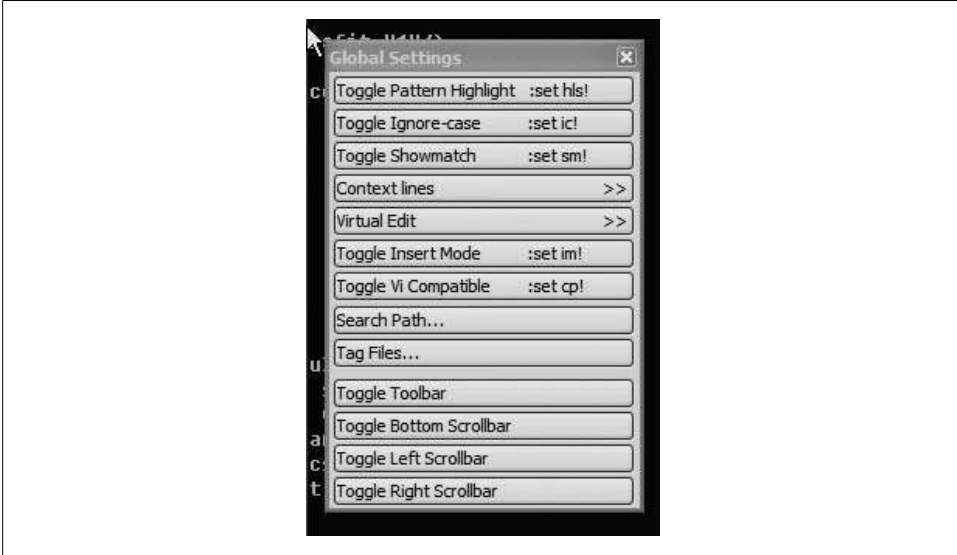 Global Settings
Toggle Pattern Highlight :set hls!
Toggle Ignore-case :set ic!
Toggle Showmatch :set sm!
Context lines >>
Virtual Edit >>
Toggle Insert Mode :set im!
Toggle Vi Compatible :set cp!
Search Path...
Tag Files...
Toggle Toolbar
Toggle Bottom Scrollbar
Toggle Left Scrollbar
Toggle Right Scrollbar